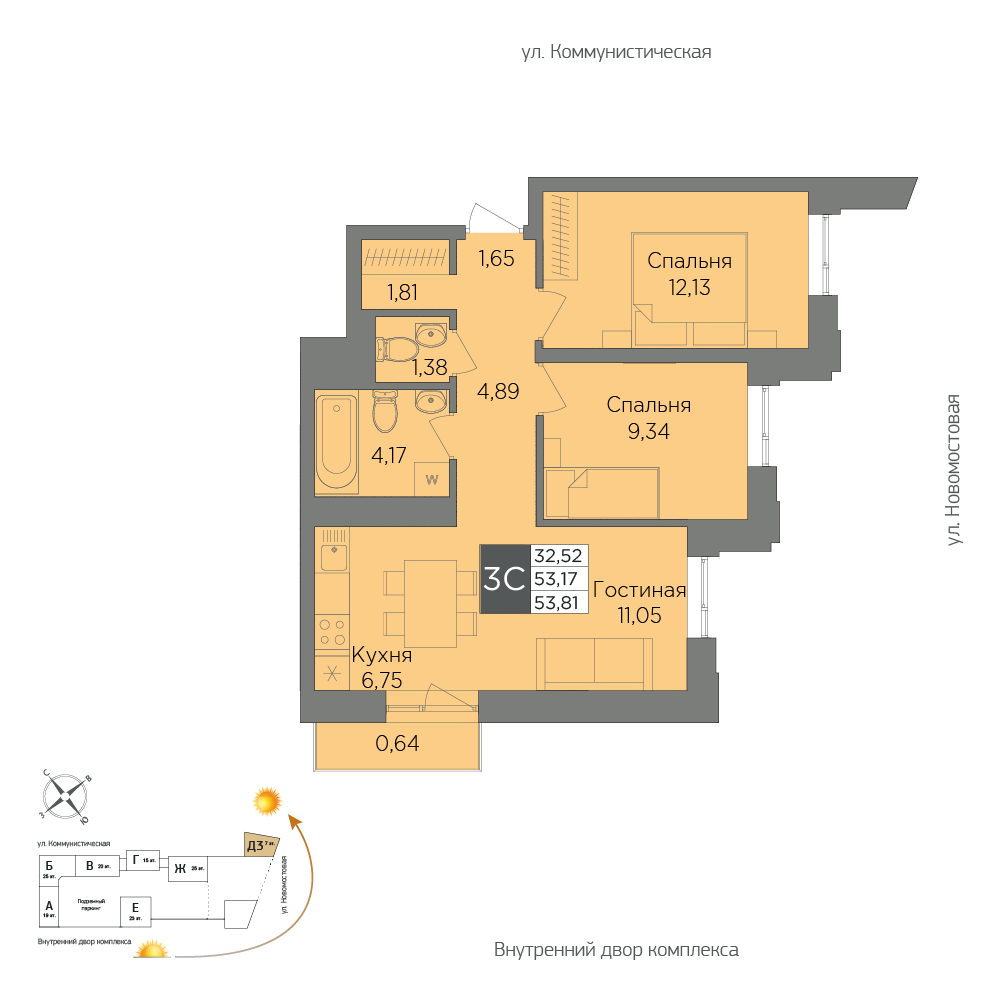 ул. Коммунистическая
1,65
Спальня
12,13
1,81
1,38
4,89
Спальня
9,34
4,17
W
ул. Новомостовая
3С
32,52
53,17
53,81
Гостиная
11,05
Кухня
6,75
0,64
С
В
З
Ю
ул. Коммунистическая
Д3 7 эт.
Б
25 эт.
В 20 эт.
Г 15 эт.
Ж 25 эт.
А
19 эт.
Подземный
паркинг
Е
23 эт.
ул. Новомостовая
Внутренний двор комплекса
Внутренний двор комплекса